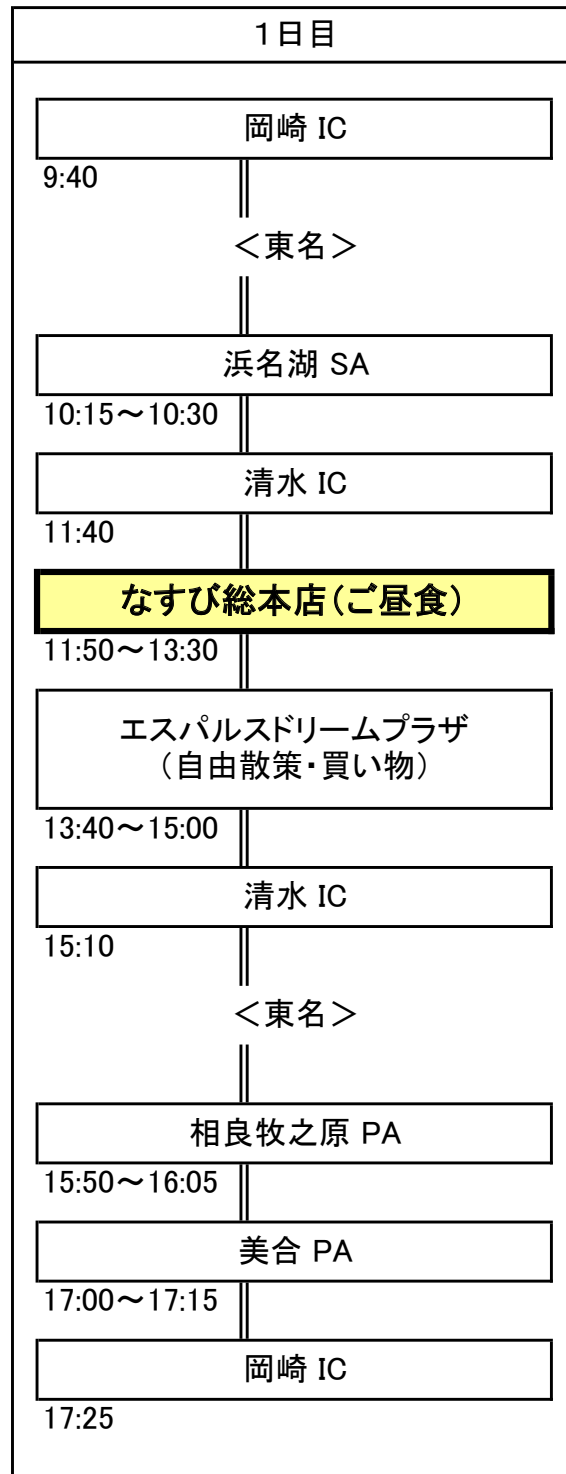 1日目
岡崎 IC
9:40
＜東名＞
浜名湖 SA
10:15～10:30
清水 IC
11:40
なすび総本店(ご昼食)
11:50～13:30
エスパルスドリームプラザ
（自由散策・買い物）
13:40～15:00
清水 IC
15:10
＜東名＞
相良牧之原 PA
15:50～16:05
美合 PA
17:00～17:15
岡崎 IC
17:25